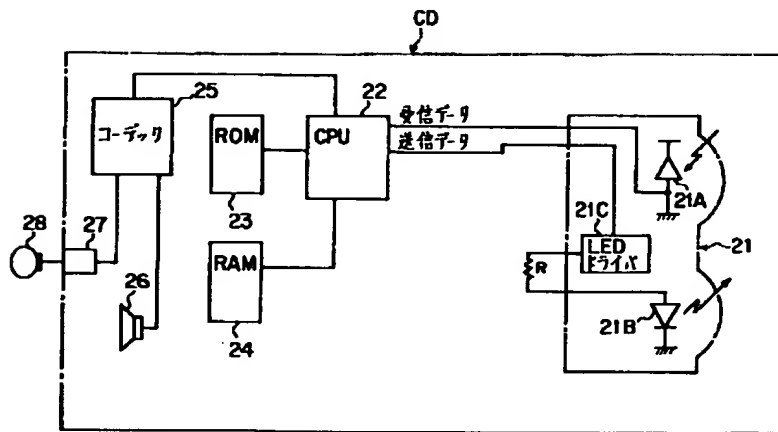 CD
25
コーデック
22
CPU
受信データ
送信データ
ROM
23
RAM
24
28
27
26
21A
21C
LED
ドライバ
21
R
21B